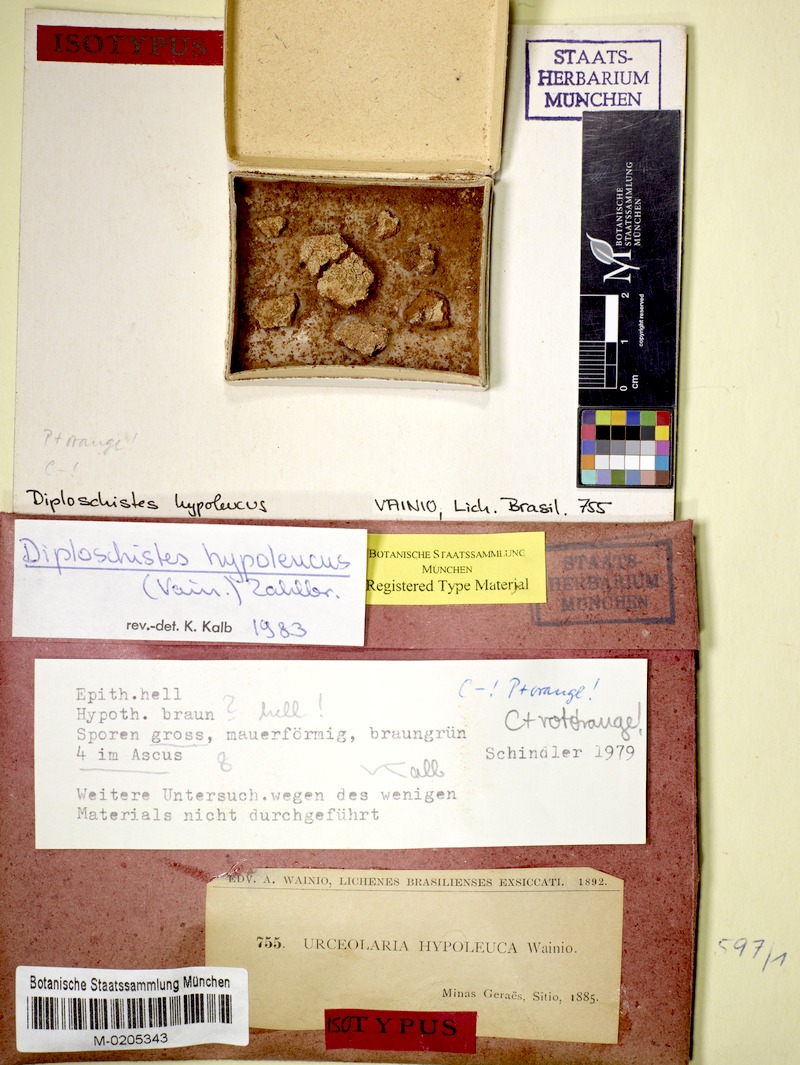 ISOTYPUS
STAATS-
HERBARIUM
MÜNCHEN
BOTANISCHE
STAATSSAMMLUNG
MÜNCHEN
copyright reserved
0 1 2
cm
P+orange!
C-!
Diploschistes hypoleucus
VAINIO, Lich. Brasil. 755
Diploschistes hypoleucus
(Vain.) Zahlbr.
rev.-det. K. Kalb 1983
BOTANISCHE STAATSSAMMLUNG
MÜNCHEN
Registered Type Material
STAATS-
HERBARIUM
MÜNCHEN
Epith.hell
C-! P+orange!
Hypoth. braun ? hell!
C+rotorange!
Sporen gross, mauerförmig, braungrün
4 im Ascus 8
Schindler 1979
Kalb
Weitere Untersuch.wegen des wenigen
Materials nicht durchgeführt
EDV. A. WAINIO, LICHENES BRASILIENSES EXSICCATI. 1892.
755. URCEOLARIA HYPOLEUCA Wainio.
Minas Geraës, Sitio, 1885.
ISOTYPUS
Botanische Staatssammlung München
M-0205343
597/1